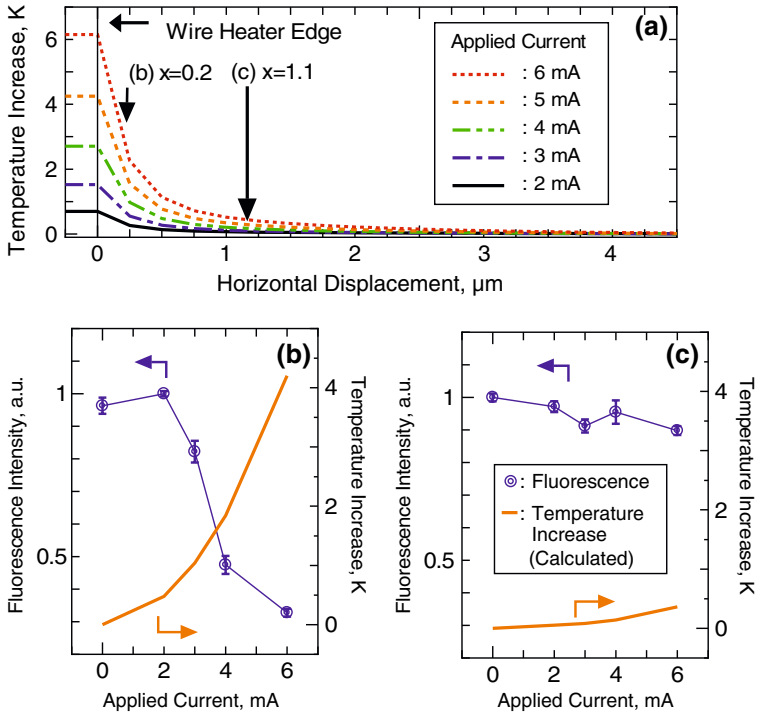 (a)
Temperature Increase, K
6
4
2
0
Wire Heater Edge
(b) x=0.2
(c) x=1.1
Applied Current
: 6 mA
: 5 mA
: 4 mA
: 3 mA
: 2 mA
0
1
2
3
4
Horizontal Displacement, µm
(b)
Fluorescence Intensity, a.u.
1
0.5
4
2
0
Temperature Increase, K
0
2
4
6
Applied Current, mA
(c)
Fluorescence Intensity, a.u.
1
0.5
4
2
0
Temperature Increase, K
: Fluorescence
: Temperature
Increase
(Calculated)
0
2
4
6
Applied Current, mA